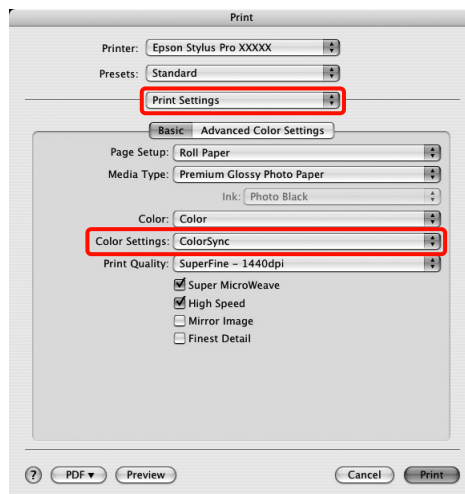 Print
Printer: Epson Stylus Pro XXXXX
Presets: Standard
Print Settings
Basic Advanced Color Settings
Page Setup: Roll Paper
Media Type: Premium Glossy Photo Paper
Ink: Photo Black
Color: Color
Color Settings: ColorSync
Print Quality: SuperFine – 1440dpi
Super MicroWeave
High Speed
Mirror Image
Finest Detail
? PDF▼ Preview Cancel Print